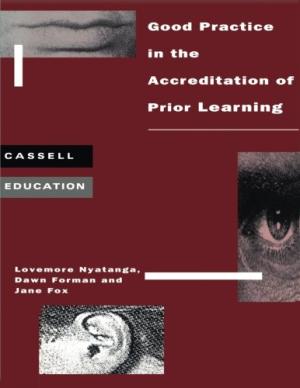 Good Practice
in the
Accreditation of
Prior Learning
CASSELL
EDUCATION
Lovemore Nyatanga,
Dawn Forman and
Jane Fox